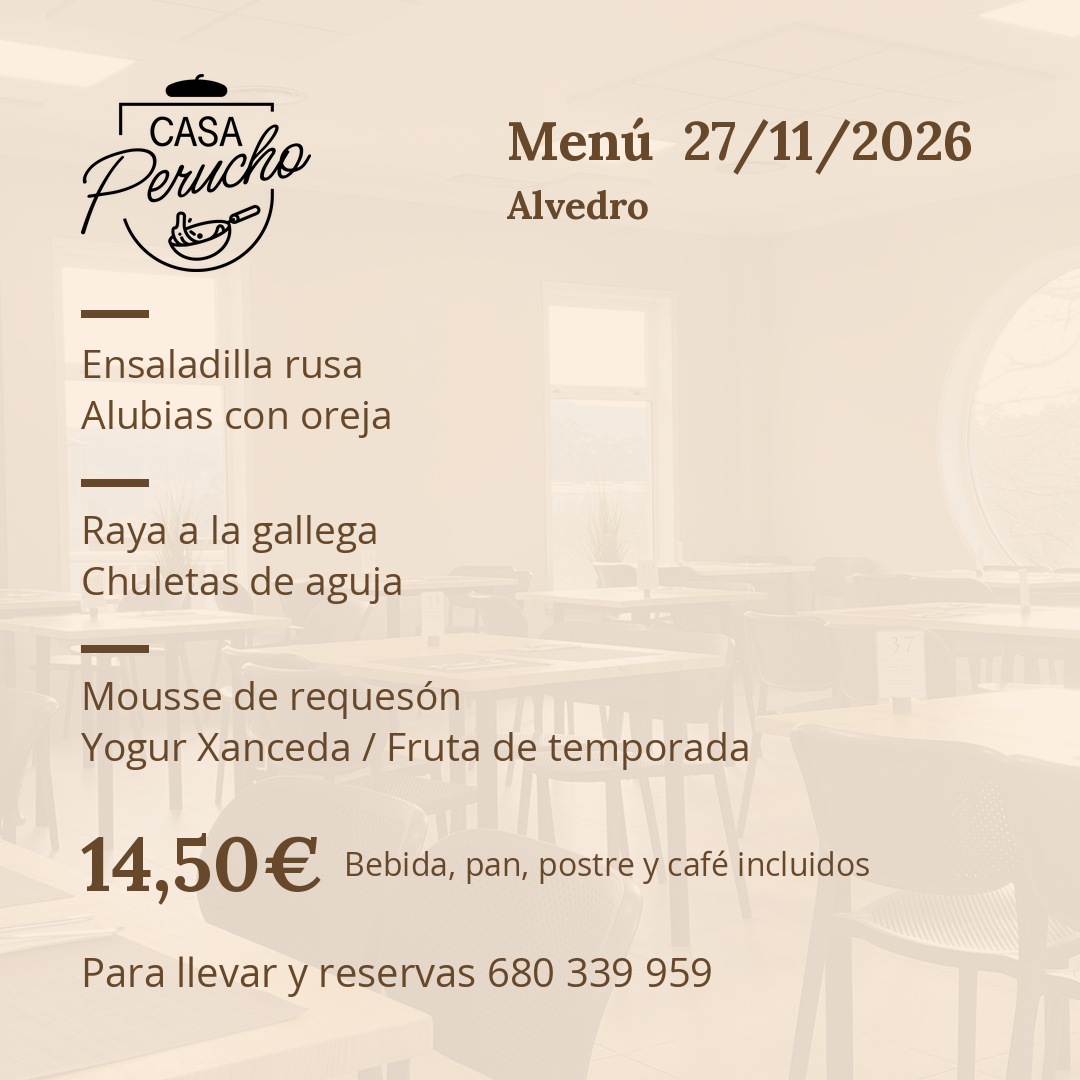 CASA
Perucho
Menú 27/11/2026
Alvedro
Ensaladilla rusa
Alubias con oreja
Raya a la gallega
Chuletas de aguja
Mousse de requesón
Yogur Xanceda / Fruta de temporada
14,50€ Bebida, pan, postre y café incluidos
Para llevar y reservas 680 339 959
37